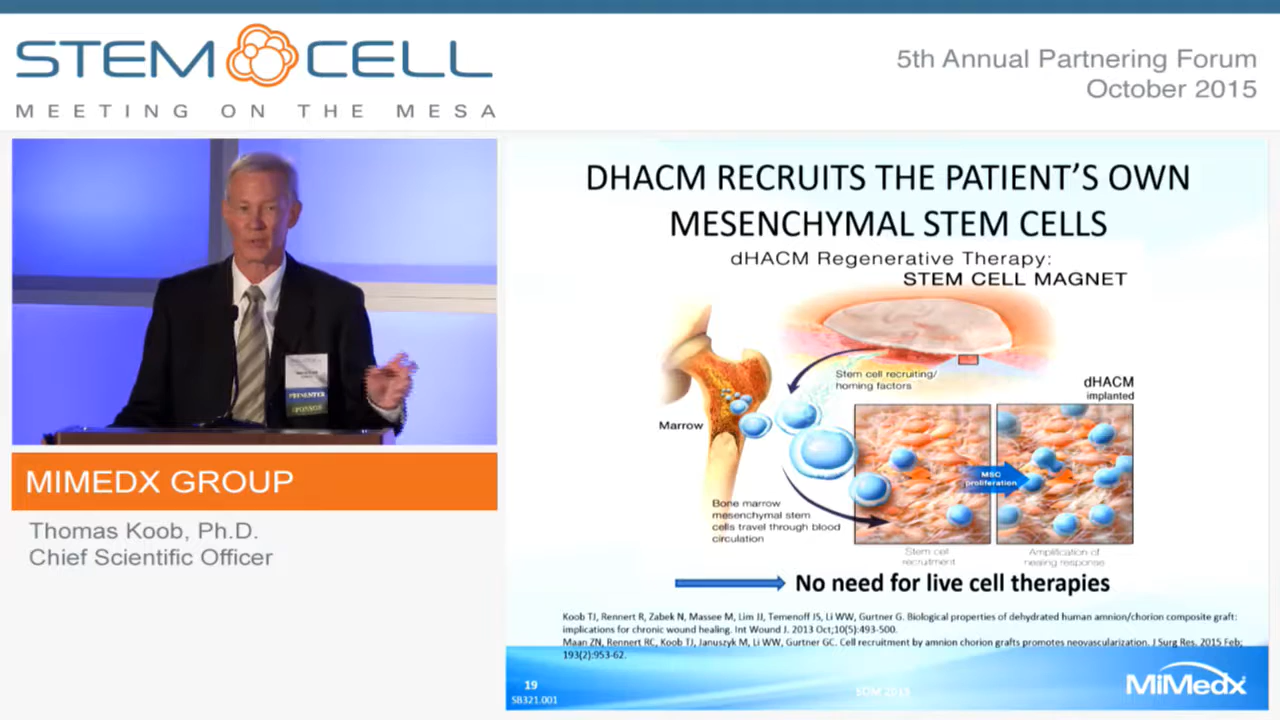 STEM CELL
MEETING ON THE MESA
5th Annual Partnering Forum
October 2015
DHACM RECRUITS THE PATIENT'S OWN
MESENCHYMAL STEM CELLS
dHACM Regenerative Therapy:
STEM CELL MAGNET
Stem cell recruiting/
homing factors
dHACM
implanted
Marrow
MSC
proliferation
Bone marrow
mesenchymal stem
cells travel through blood
circulation
Stem cell
recruitment
Amplification of
healing response
No need for live cell therapies
Koob TJ, Rennert R, Zabek N, Massee M, Lim JJ, Temenoff JS, Li WW, Gurtner G. Biological properties of dehydrated human amnion/chorion composite graft:
implications for chronic wound healing. Int Wound J. 2013 Oct;10(5):493-500.
Maan ZN, Rennert RC, Koob TJ, Januszyk M, Li WW, Gurtner GC. Cell recruitment by amnion chorion grafts promotes neovascularization. J Surg Res. 2015 Feb;
193(2):953-62.
19
SB321.001
MiMedx
PRESENTER
SPONSOR
MIMEDX GROUP
Thomas Koob, Ph.D.
Chief Scientific Officer